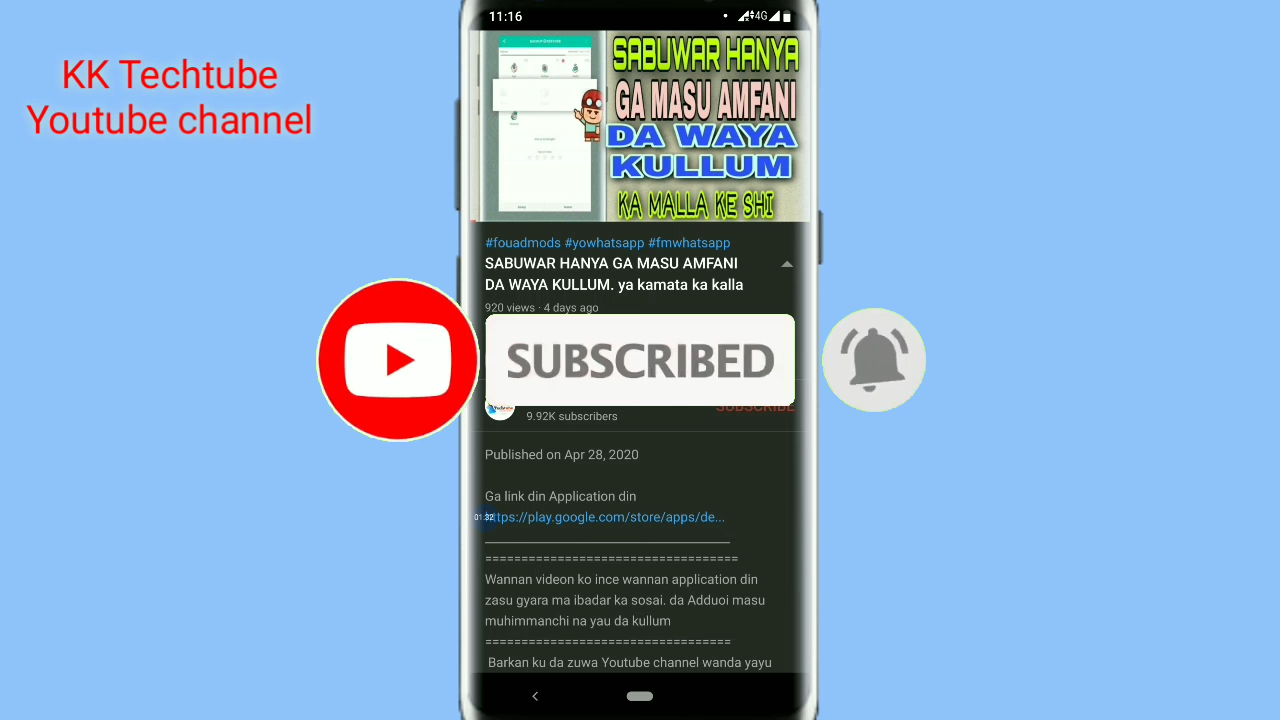 KK Techtube
Youtube channel
11:16
4G
SABUWAR HANYA
GA MASU AMFANI
DA WAYA
KULLUM
KA MALLA KE SHI
#fouadmods #yowhatsapp #fmwhatsapp
SABUWAR HANYA GA MASU AMFANI
DA WAYA KULLUM. ya kamata ka kalla
920 views · 4 days ago
SUBSCRIBED
SUBSCRIBE
9.92K subscribers
Published on Apr 28, 2020
Ga link din Application din
01:32
https://play.google.com/store/apps/de...
__________________________________
==================================
Wannan videon ko ince wannan application din
zasu gyara ma ibadar ka sosai. da Adduoi masu
muhimmanchi na yau da kullum
=================================
Barkan ku da zuwa Youtube channel wanda yayu